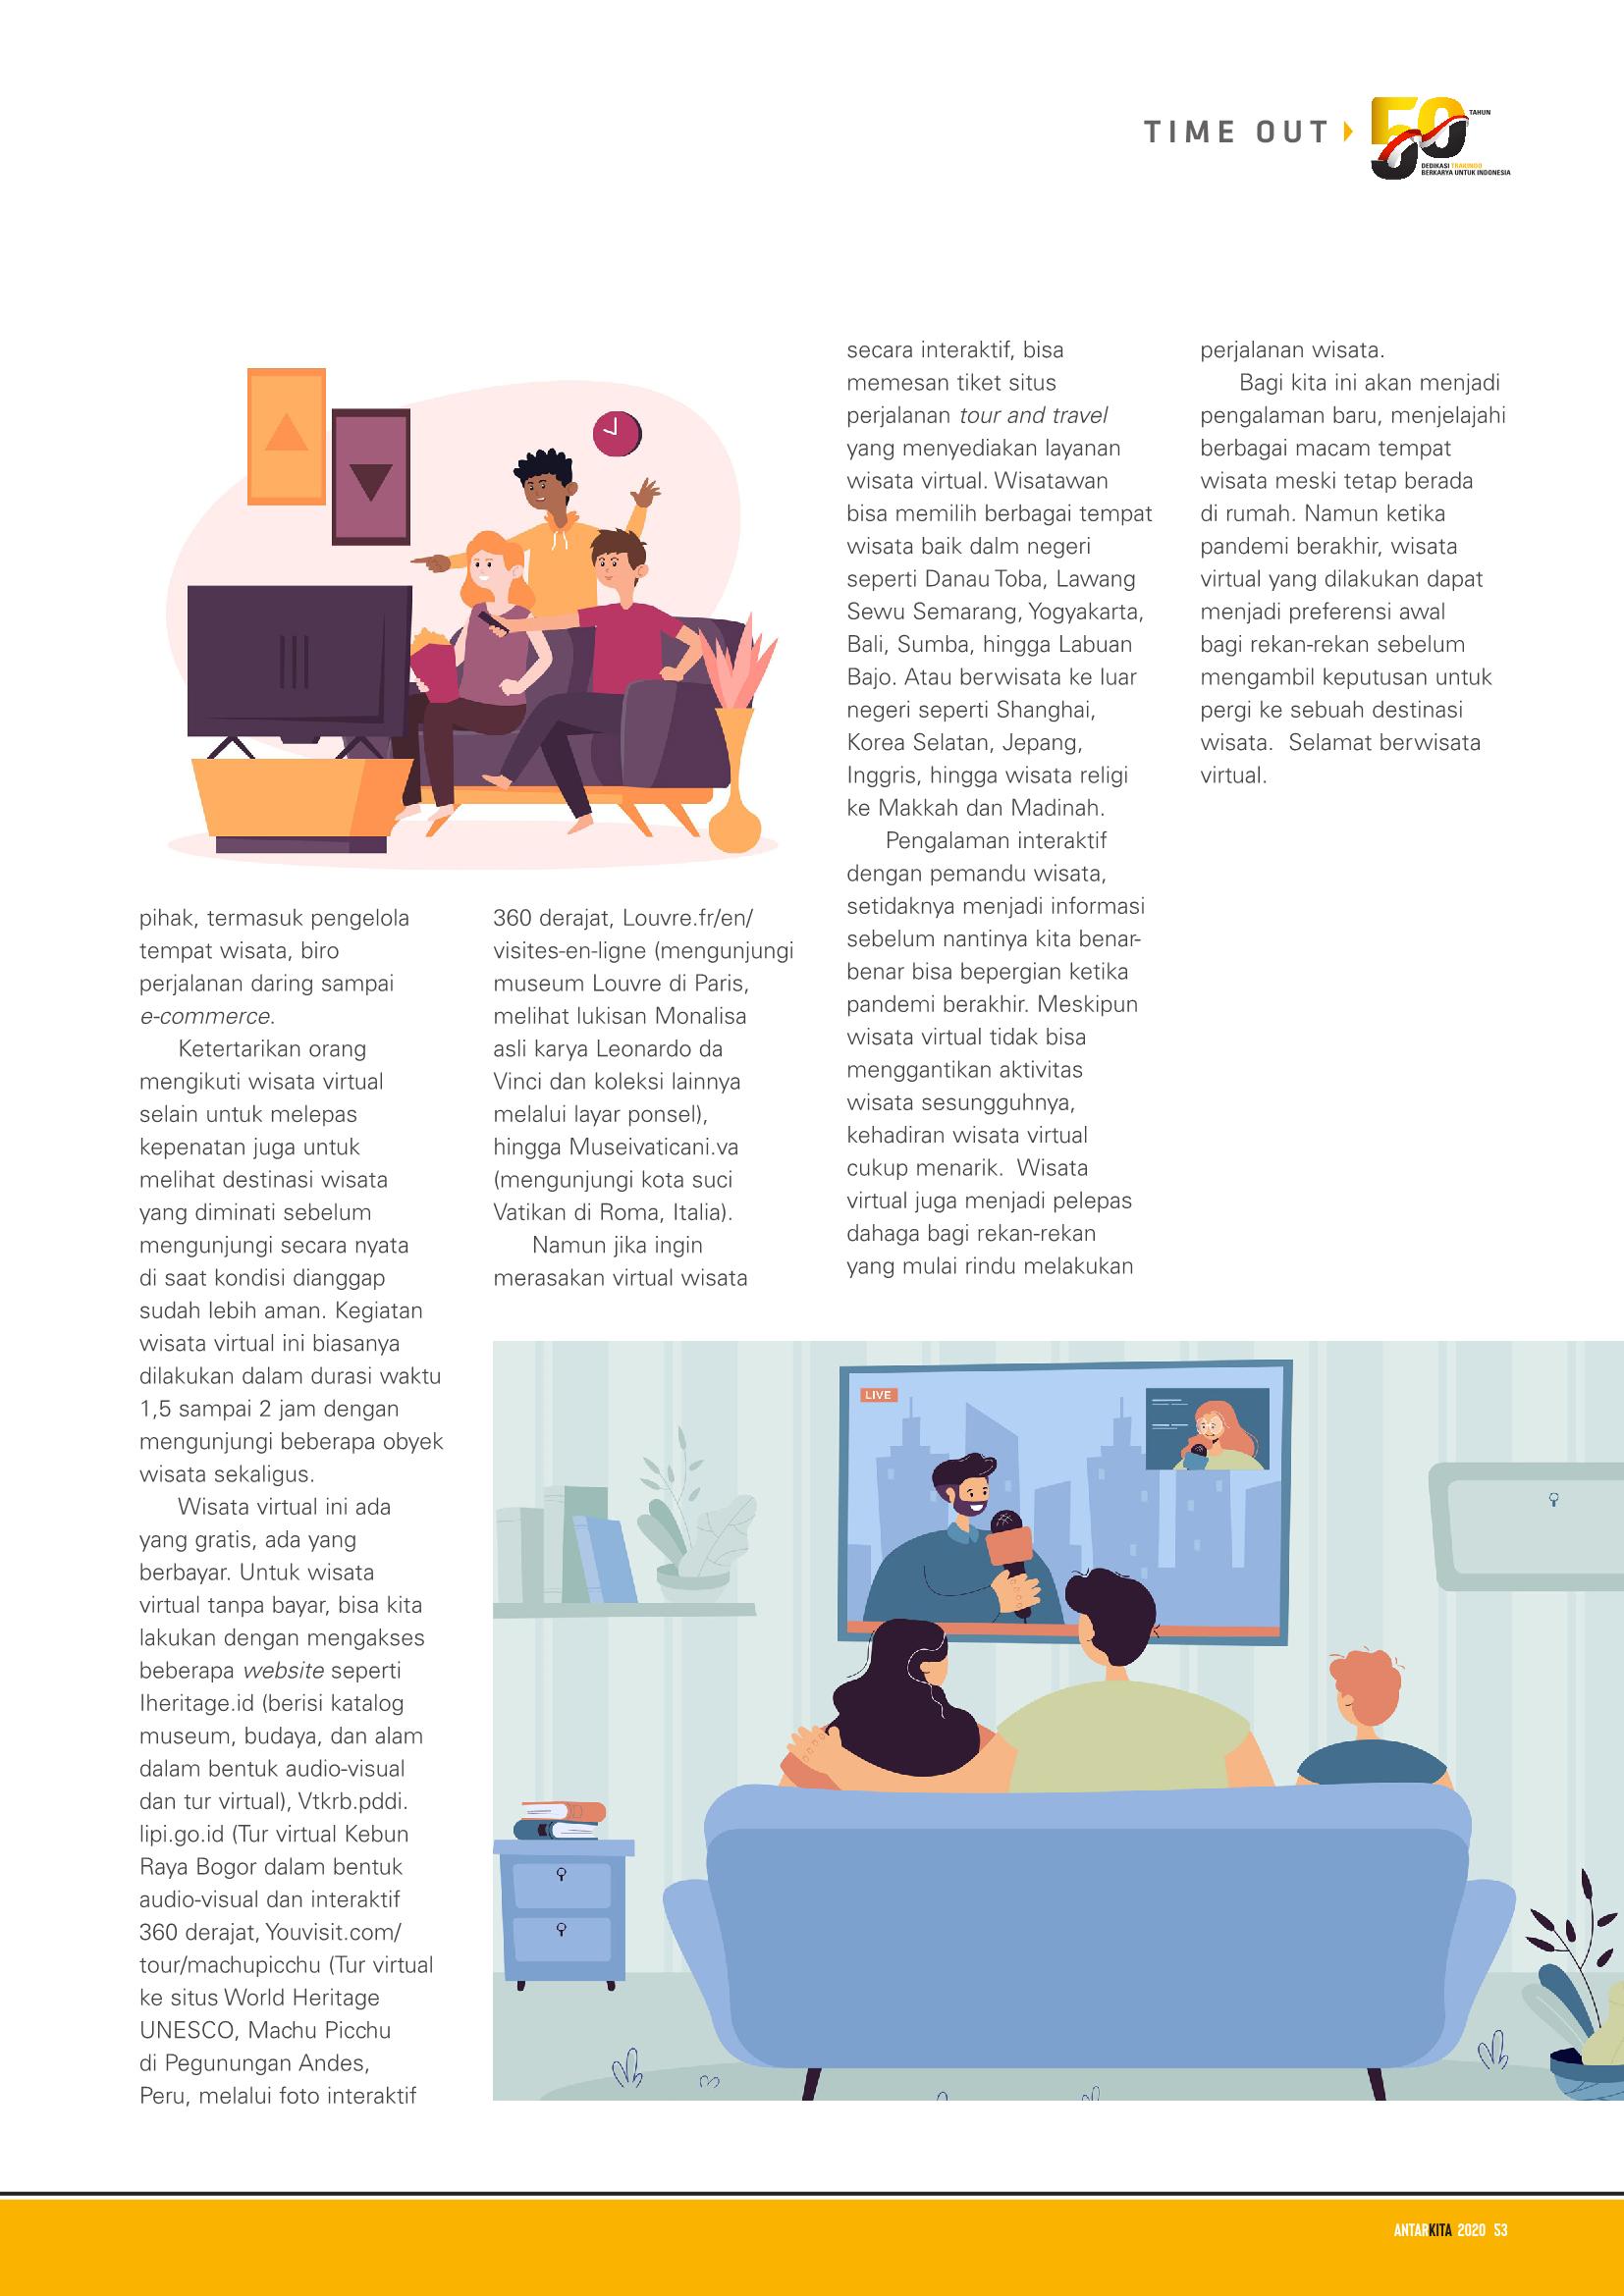 TIME OUT
50
TAHUN
DEDIKASI TRAKINDO
BERKARYA UNTUK INDONESIA
pihak, termasuk pengelola
tempat wisata, biro
perjalanan daring sampai
e-commerce.
Ketertarikan orang
mengikuti wisata virtual
selain untuk melepas
kepenatan juga untuk
melihat destinasi wisata
yang diminati sebelum
mengunjungi secara nyata
di saat kondisi dianggap
sudah lebih aman. Kegiatan
wisata virtual ini biasanya
dilakukan dalam durasi waktu
1,5 sampai 2 jam dengan
mengunjungi beberapa obyek
wisata sekaligus.
Wisata virtual ini ada
yang gratis, ada yang
berbayar. Untuk wisata
virtual tanpa bayar, bisa kita
lakukan dengan mengakses
beberapa website seperti
Iheritage.id (berisi katalog
museum, budaya, dan alam
dalam bentuk audio-visual
dan tur virtual), Vtkrb.pddi.
lipi.go.id (Tur virtual Kebun
Raya Bogor dalam bentuk
audio-visual dan interaktif
360 derajat, Youvisit.com/
tour/machupicchu (Tur virtual
ke situs World Heritage
UNESCO, Machu Picchu
di Pegunungan Andes,
Peru, melalui foto interaktif
360 derajat, Louvre.fr/en/
visites-en-ligne (mengunjungi
museum Louvre di Paris,
melihat lukisan Monalisa
asli karya Leonardo da
Vinci dan koleksi lainnya
melalui layar ponsel),
hingga Museivaticani.va
(mengunjungi kota suci
Vatikan di Roma, Italia).
Namun jika ingin
merasakan virtual wisata
secara interaktif, bisa
memesan tiket situs
perjalanan tour and travel
yang menyediakan layanan
wisata virtual. Wisatawan
bisa memilih berbagai tempat
wisata baik dalm negeri
seperti Danau Toba, Lawang
Sewu Semarang, Yogyakarta,
Bali, Sumba, hingga Labuan
Bajo. Atau berwisata ke luar
negeri seperti Shanghai,
Korea Selatan, Jepang,
Inggris, hingga wisata religi
ke Makkah dan Madinah.
Pengalaman interaktif
dengan pemandu wisata,
setidaknya menjadi informasi
sebelum nantinya kita benar-
benar bisa bepergian ketika
pandemi berakhir. Meskipun
wisata virtual tidak bisa
menggantikan aktivitas
wisata sesungguhnya,
kehadiran wisata virtual
cukup menarik.  Wisata
virtual juga menjadi pelepas
dahaga bagi rekan-rekan
yang mulai rindu melakukan
perjalanan wisata.
Bagi kita ini akan menjadi
pengalaman baru, menjelajahi
berbagai macam tempat
wisata meski tetap berada
di rumah. Namun ketika
pandemi berakhir, wisata
virtual yang dilakukan dapat
menjadi preferensi awal
bagi rekan-rekan sebelum
mengambil keputusan untuk
pergi ke sebuah destinasi
wisata.  Selamat berwisata
virtual.
LIVE
ANTARKITA 2020 53